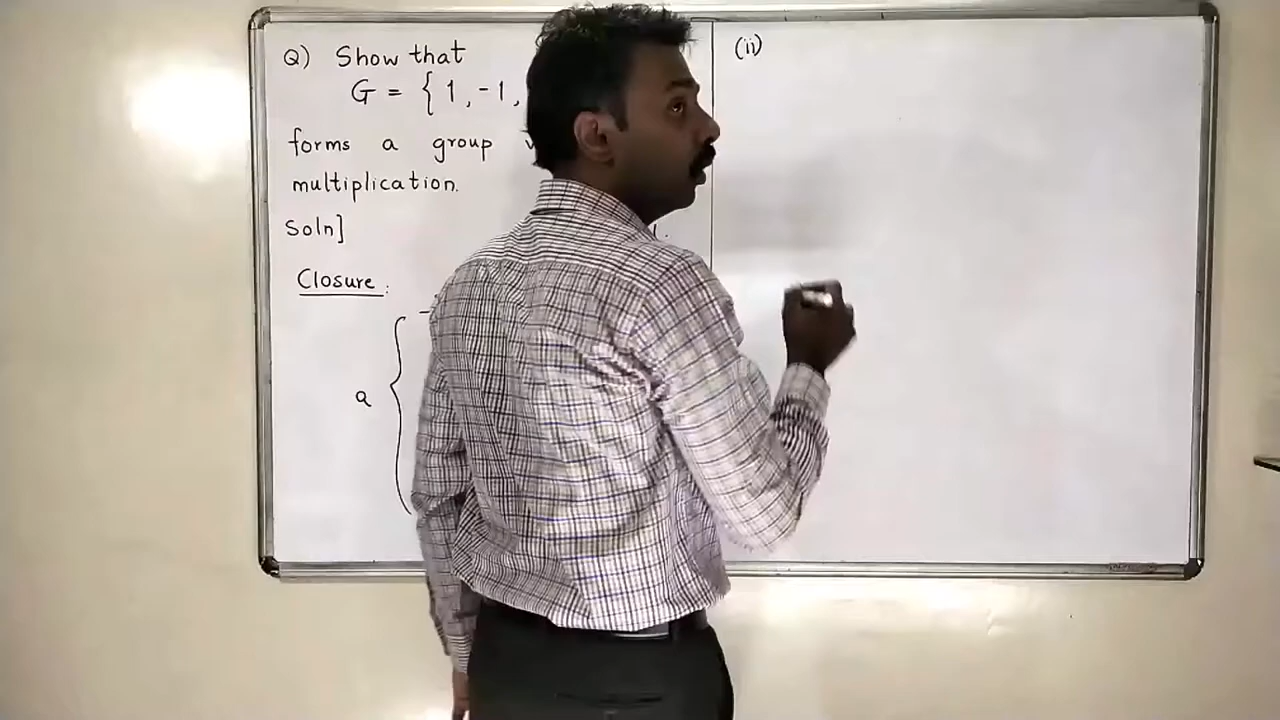 Q) Show that
G = { 1, -1,
forms a group
multiplication.
Soln]
Closure:
a {
(ii)